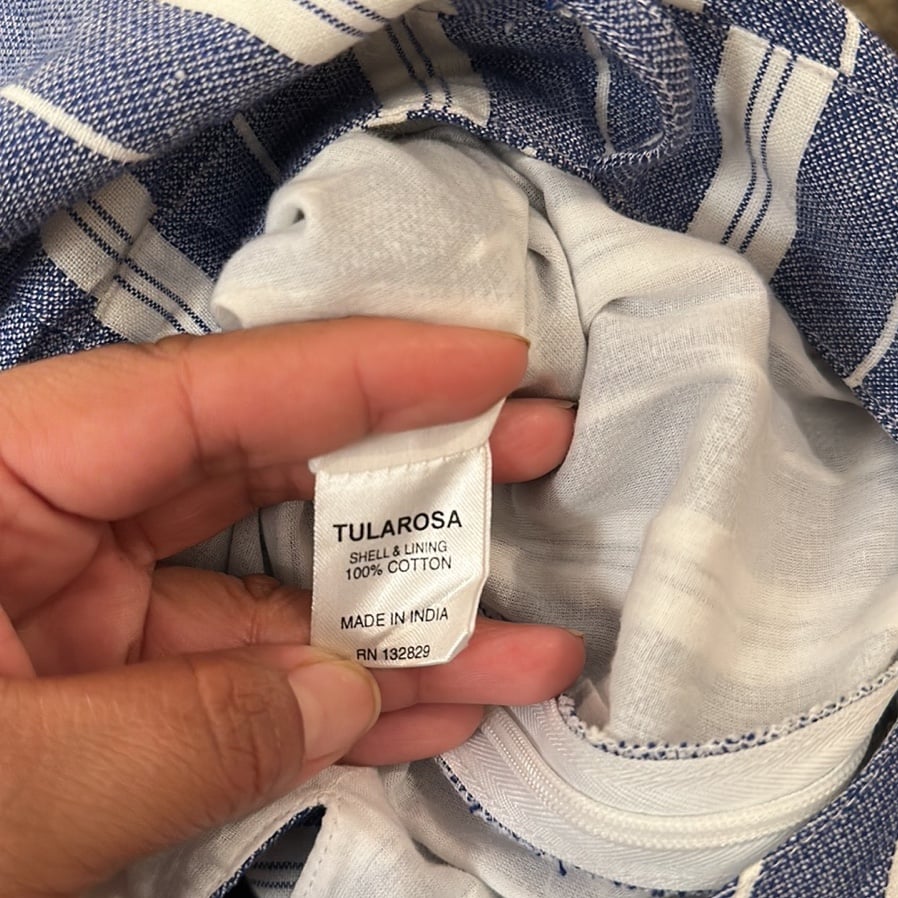 TULAROSA
SHELL & LINING
100% COTTON
MADE IN INDIA
RN 132829